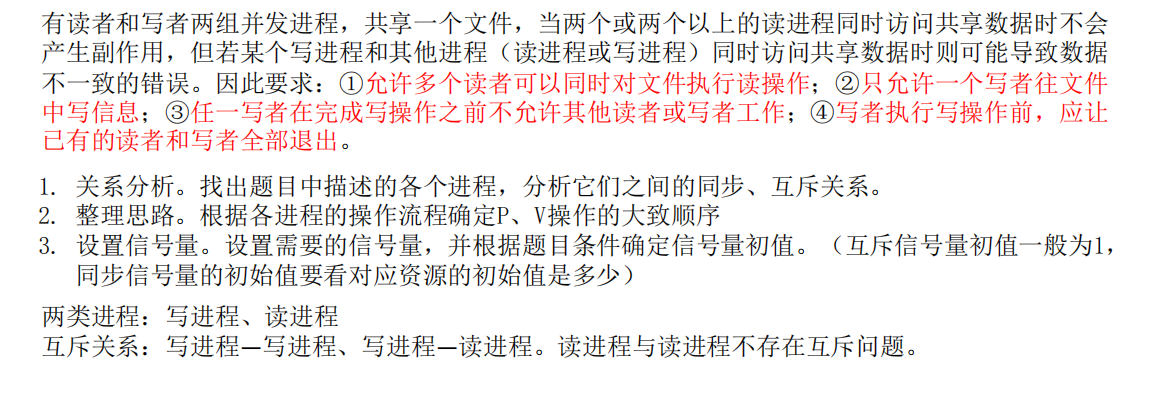 有读者和写者两组并发进程，共享一个文件，当两个或两个以上的读进程同时访问共享数据时不会
产生副作用，但若某个写进程和其他进程（读进程或写进程）同时访问共享数据时则可能导致数据
不一致的错误。因此要求：①允许多个读者可以同时对文件执行读操作；②只允许一个写者往文件
中写信息；③任一写者在完成写操作之前不允许其他读者或写者工作；④写者执行写操作前，应让
已有的读者和写者全部退出。
1. 关系分析。找出题目中描述的各个进程，分析它们之间的同步、互斥关系。
2. 整理思路。根据各进程的操作流程确定P、V操作的大致顺序
3. 设置信号量。设置需要的信号量，并根据题目条件确定信号量初值。（互斥信号量初值一般为1，
同步信号量的初始值要看对应资源的初始值是多少）
两类进程：写进程、读进程
互斥关系：写进程—写进程、写进程—读进程。读进程与读进程不存在互斥问题。